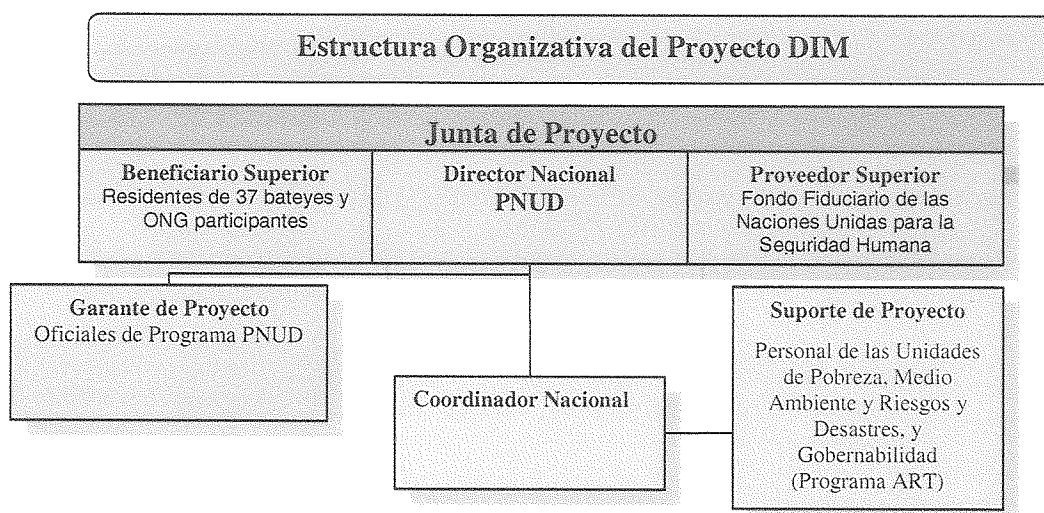 Estructura Organizativa del Proyecto DIM
Junta de Proyecto
Beneficiario Superior
Residentes de 37 bateyes y
ONG participantes
Director Nacional
PNUD
Proveedor Superior
Fondo Fiduciario de las
Naciones Unidas para la
Seguridad Humana
Garante de Proyecto
Oficiales de Programa PNUD
Coordinador Nacional
Suporte de Proyecto
Personal de las Unidades
de Pobreza, Medio
Ambiente y Riesgos y
Desastres, y
Gobernabilidad
(Programa ART)